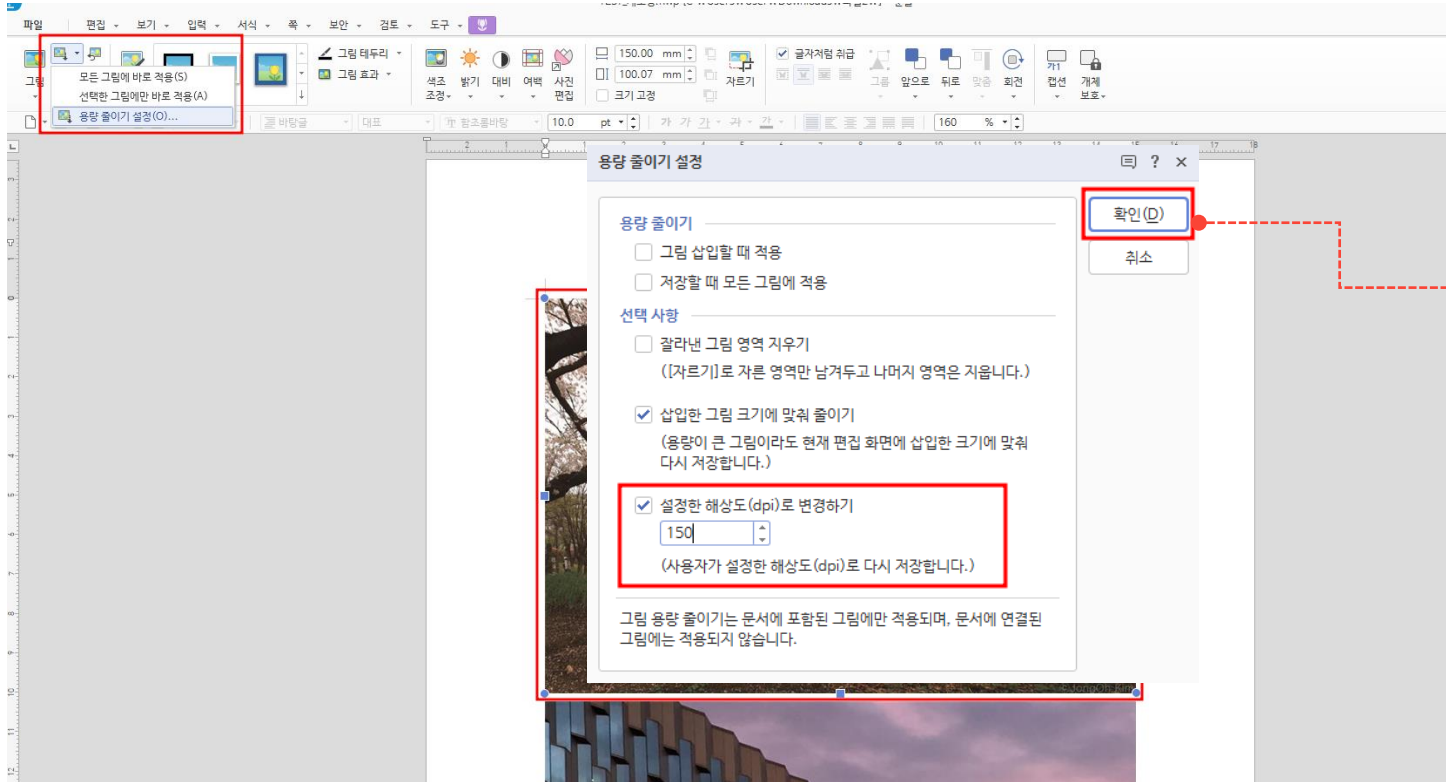 파일 편집 보기 입력 서식 쪽 보안 검토 도구
그림
모든 그림에 바로 적용(S)
선택한 그림에만 바로 적용(A)
용량 줄이기 설정(O)...
그림 테두리
그림 효과
색조 조정
밝기
대비
여백
사진 편집
150.00 mm
100.07 mm
크기 고정
자르기
글자처럼 취급
그룹
앞으로
뒤로
맞춤
회전
캡션
개체 보호
바탕글 대표 함초롬바탕 10.0 pt 가 가 가 가 가 160 %
용량 줄이기 설정
확인(D)
취소
용량 줄이기
그림 삽입할 때 적용
저장할 때 모든 그림에 적용
선택 사항
잘라낸 그림 영역 지우기
([자르기]로 자른 영역만 남겨두고 나머지 영역은 지웁니다.)
삽입한 그림 크기에 맞춰 줄이기
(용량이 큰 그림이라도 현재 편집 화면에 삽입한 크기에 맞춰
다시 저장합니다.)
설정한 해상도(dpi)로 변경하기
150
(사용자가 설정한 해상도(dpi)로 다시 저장합니다.)
그림 용량 줄이기는 문서에 포함된 그림에만 적용되며, 문서에 연결된
그림에는 적용되지 않습니다.